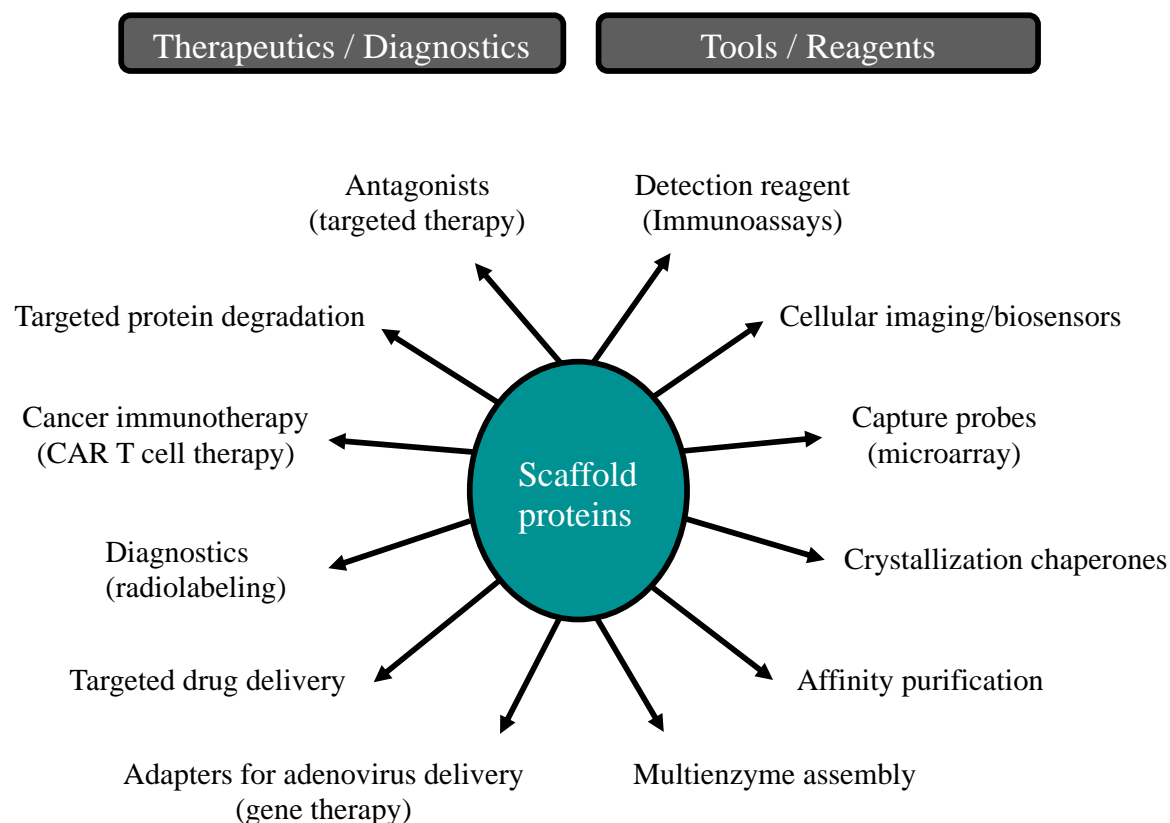 Therapeutics / Diagnostics
Tools / Reagents
Antagonists
(targeted therapy)
Detection reagent
(Immunoassays)
Targeted protein degradation
Cellular imaging/biosensors
Cancer immunotherapy
(CAR T cell therapy)
Capture probes
(microarray)
Scaffold
proteins
Diagnostics
(radiolabeling)
Crystallization chaperones
Targeted drug delivery
Affinity purification
Adapters for adenovirus delivery
(gene therapy)
Multienzyme assembly